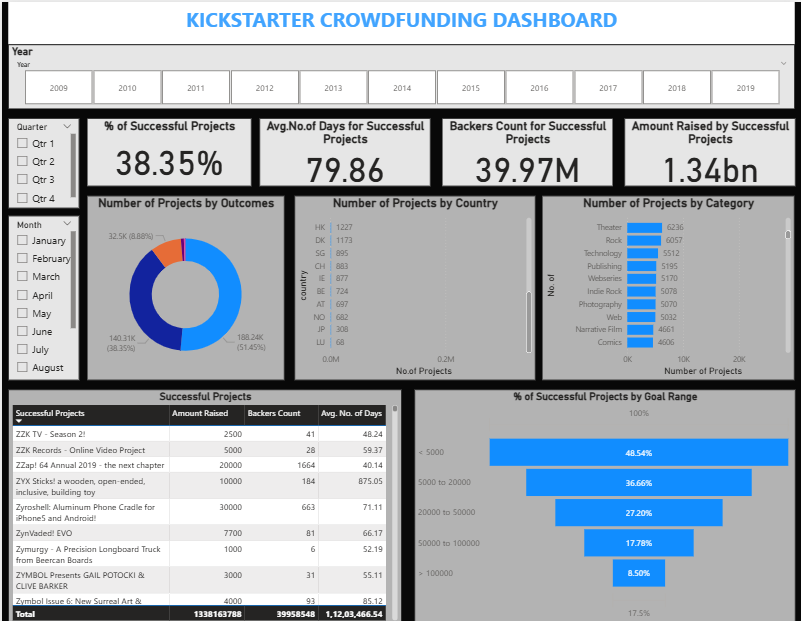 KICKSTARTER CROWDFUNDING DASHBOARD
Year
Year
2009 2010 2011 2012 2013 2014 2015 2016 2017 2018 2019
Quarter
Qtr 1
Qtr 2
Qtr 3
Qtr 4
% of Successful Projects
38.35%
Avg.No.of Days for Successful
Projects
79.86
Backers Count for Successful
Projects
39.97M
Amount Raised by Successful
Projects
1.34bn
Month
January
February
March
April
May
June
July
August
Number of Projects by Outcomes
32.5K (8.88%)
140.31K
(38.35%)
188.24K
(51.45%)
Number of Projects by Country
country
HK 1227
DK 1173
SG 895
CH 883
IE 877
BE 724
AT 697
NO 682
JP 308
LU 68
0.0M 0.2M
No.of Projects
Number of Projects by Category
No. of
Theater 6236
Rock 6057
Technology 5512
Publishing 5195
Webseries 5170
Indie Rock 5078
Photography 5070
Web 5032
Narrative Film 4661
Comics 4606
0K 10K 20K
Number of Projects
Successful Projects
Successful Projects Amount Raised Backers Count Avg. No. of Days
ZZK TV - Season 2! 2500 41 48.24
ZZK Records - Online Video Project 5000 28 59.37
ZZap! 64 Annual 2019 - the next chapter 20000 1664 40.14
ZYX Sticks! a wooden, open-ended, 10000 184 875.05
inclusive, building toy
Zyroshell: Aluminum Phone Cradle for 30000 663 71.11
iPhone5 and Android!
ZynVaded! EVO 7700 81 66.17
Zymurgy - A Precision Longboard Truck 1000 6 52.19
from Beercan Boards
ZYMBOL Presents GAIL POTOCKI & 3000 31 55.11
CLIVE BARKER
Zymbol Issue 6: New Surreal Art & 4000 93 85.12
Total 1338163788 39958548 1,12,03,466.54
% of Successful Projects by Goal Range
100%
< 5000 48.54%
5000 to 20000 36.66%
20000 to 50000 27.20%
50000 to 100000 17.78%
> 100000 8.50%
17.5%